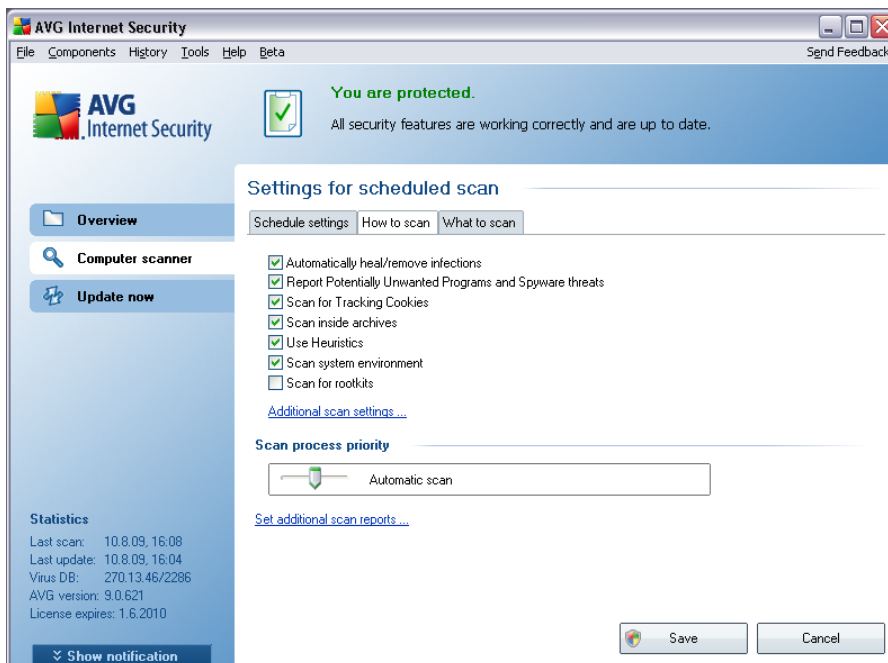 AVG Internet Security
File Components History Tools Help Beta Send Feedback
AVG
Internet Security
You are protected.
All security features are working correctly and are up to date.
Overview
Computer scanner
Update now
Settings for scheduled scan
Schedule settings How to scan What to scan
Automatically heal/remove infections
Report Potentially Unwanted Programs and Spyware threats
Scan for Tracking Cookies
Scan inside archives
Use Heuristics
Scan system environment
Scan for rootkits
Additional scan settings ...
Scan process priority
Automatic scan
Set additional scan reports ...
Statistics
Last scan: 10.8.09, 16:08
Last update: 10.8.09, 16:04
Virus DB: 270.13.46/2286
AVG version: 9.0.621
License expires: 1.6.2010
Show notification
Save Cancel